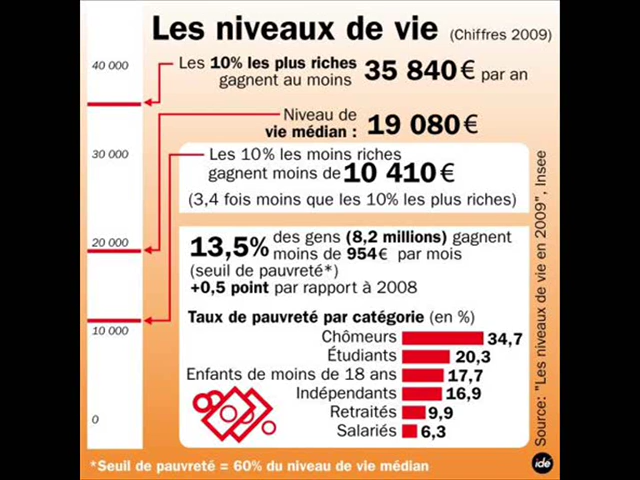 Les niveaux de vie (Chiffres 2009)
40 000
Les 10% les plus riches
gagnent au moins 35 840 € par an
Niveau de
vie médian : 19 080 €
30 000
Les 10% les moins riches
gagnent moins de 10 410 €
(3,4 fois moins que les 10% les plus riches)
20 000
13,5% des gens (8,2 millions) gagnent
moins de 954€ par mois
(seuil de pauvreté*)
+0,5 point par rapport à 2008
10 000
Taux de pauvreté par catégorie (en %)
Chômeurs 34,7
Étudiants 20,3
Enfants de moins de 18 ans 17,7
Indépendants 16,9
Retraités 9,9
Salariés 6,3
0
Source: "Les niveaux de vie en 2009", Insee
*Seuil de pauvreté = 60% du niveau de vie médian
ide